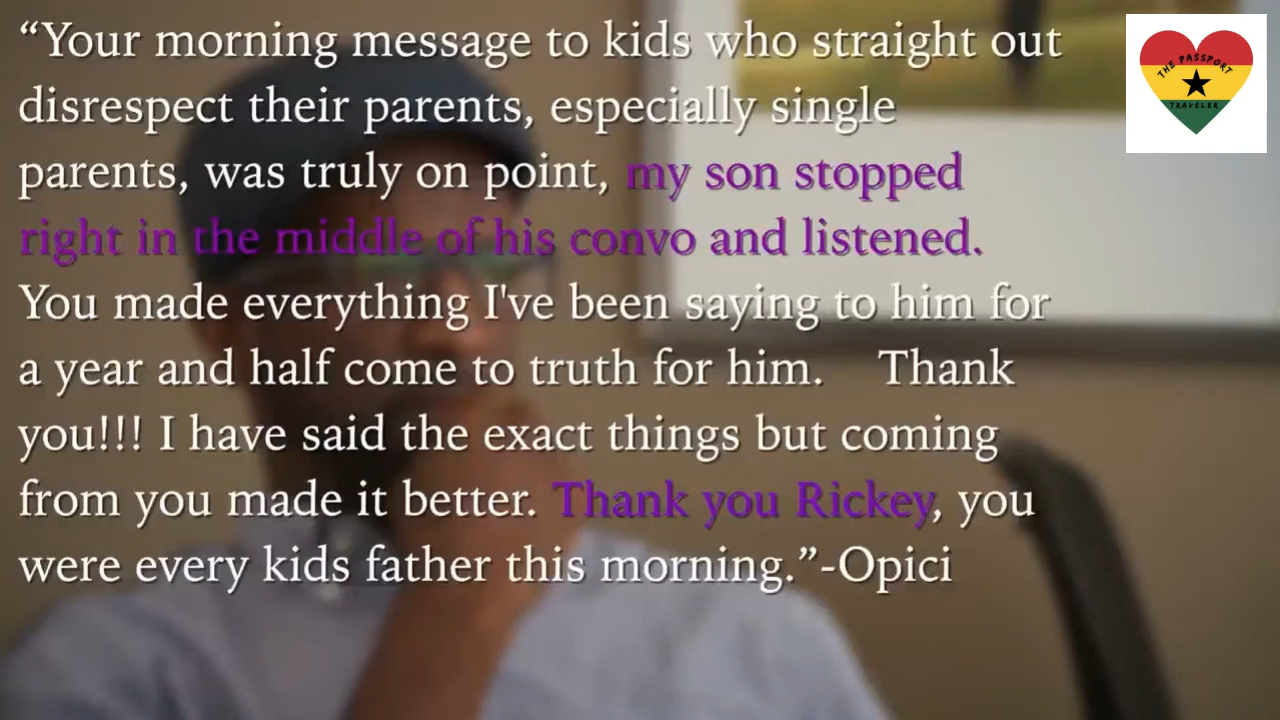 “Your morning message to kids who straight out
disrespect their parents, especially single
parents, was truly on point, my son stopped
right in the middle of his convo and listened.
You made everything I've been saying to him for
a year and half come to truth for him. Thank
you!!! I have said the exact things but coming
from you made it better. Thank you Rickey, you
were every kids father this morning.”-Opici
THE PASSPORT
TRAVELER